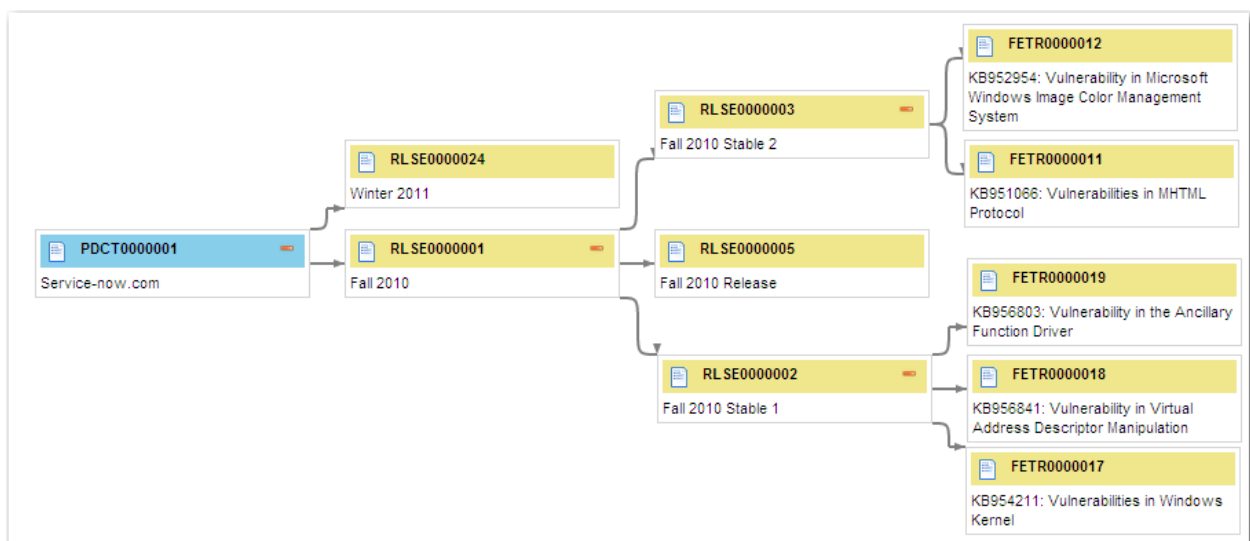 FETR0000012
KB952954: Vulnerability in Microsoft
Windows Image Color Management
System
RLSE0000003
Fall 2010 Stable 2
RLSE0000024
Winter 2011
FETR0000011
KB951066: Vulnerabilities in MHTML
Protocol
PDCT0000001
Service-now.com
RLSE0000001
Fall 2010
RLSE0000005
Fall 2010 Release
FETR0000019
KB956803: Vulnerability in the Ancillary
Function Driver
RLSE0000002
Fall 2010 Stable 1
FETR0000018
KB956841: Vulnerability in Virtual
Address Descriptor Manipulation
FETR0000017
KB954211: Vulnerabilities in Windows
Kernel